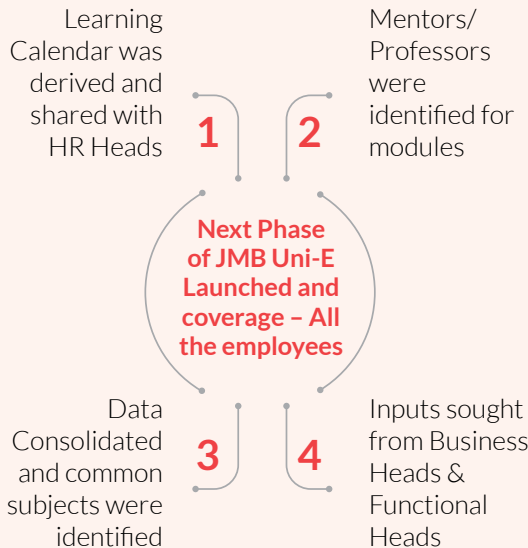 Learning
Calendar was
derived and
shared with
HR Heads
1
2
Mentors/
Professors
were
identified for
modules
Next Phase
of JMB Uni-E
Launched and
coverage – All
the employees
Data
Consolidated
and common
subjects were
identified
3
4
Inputs sought
from Business
Heads &
Functional
Heads